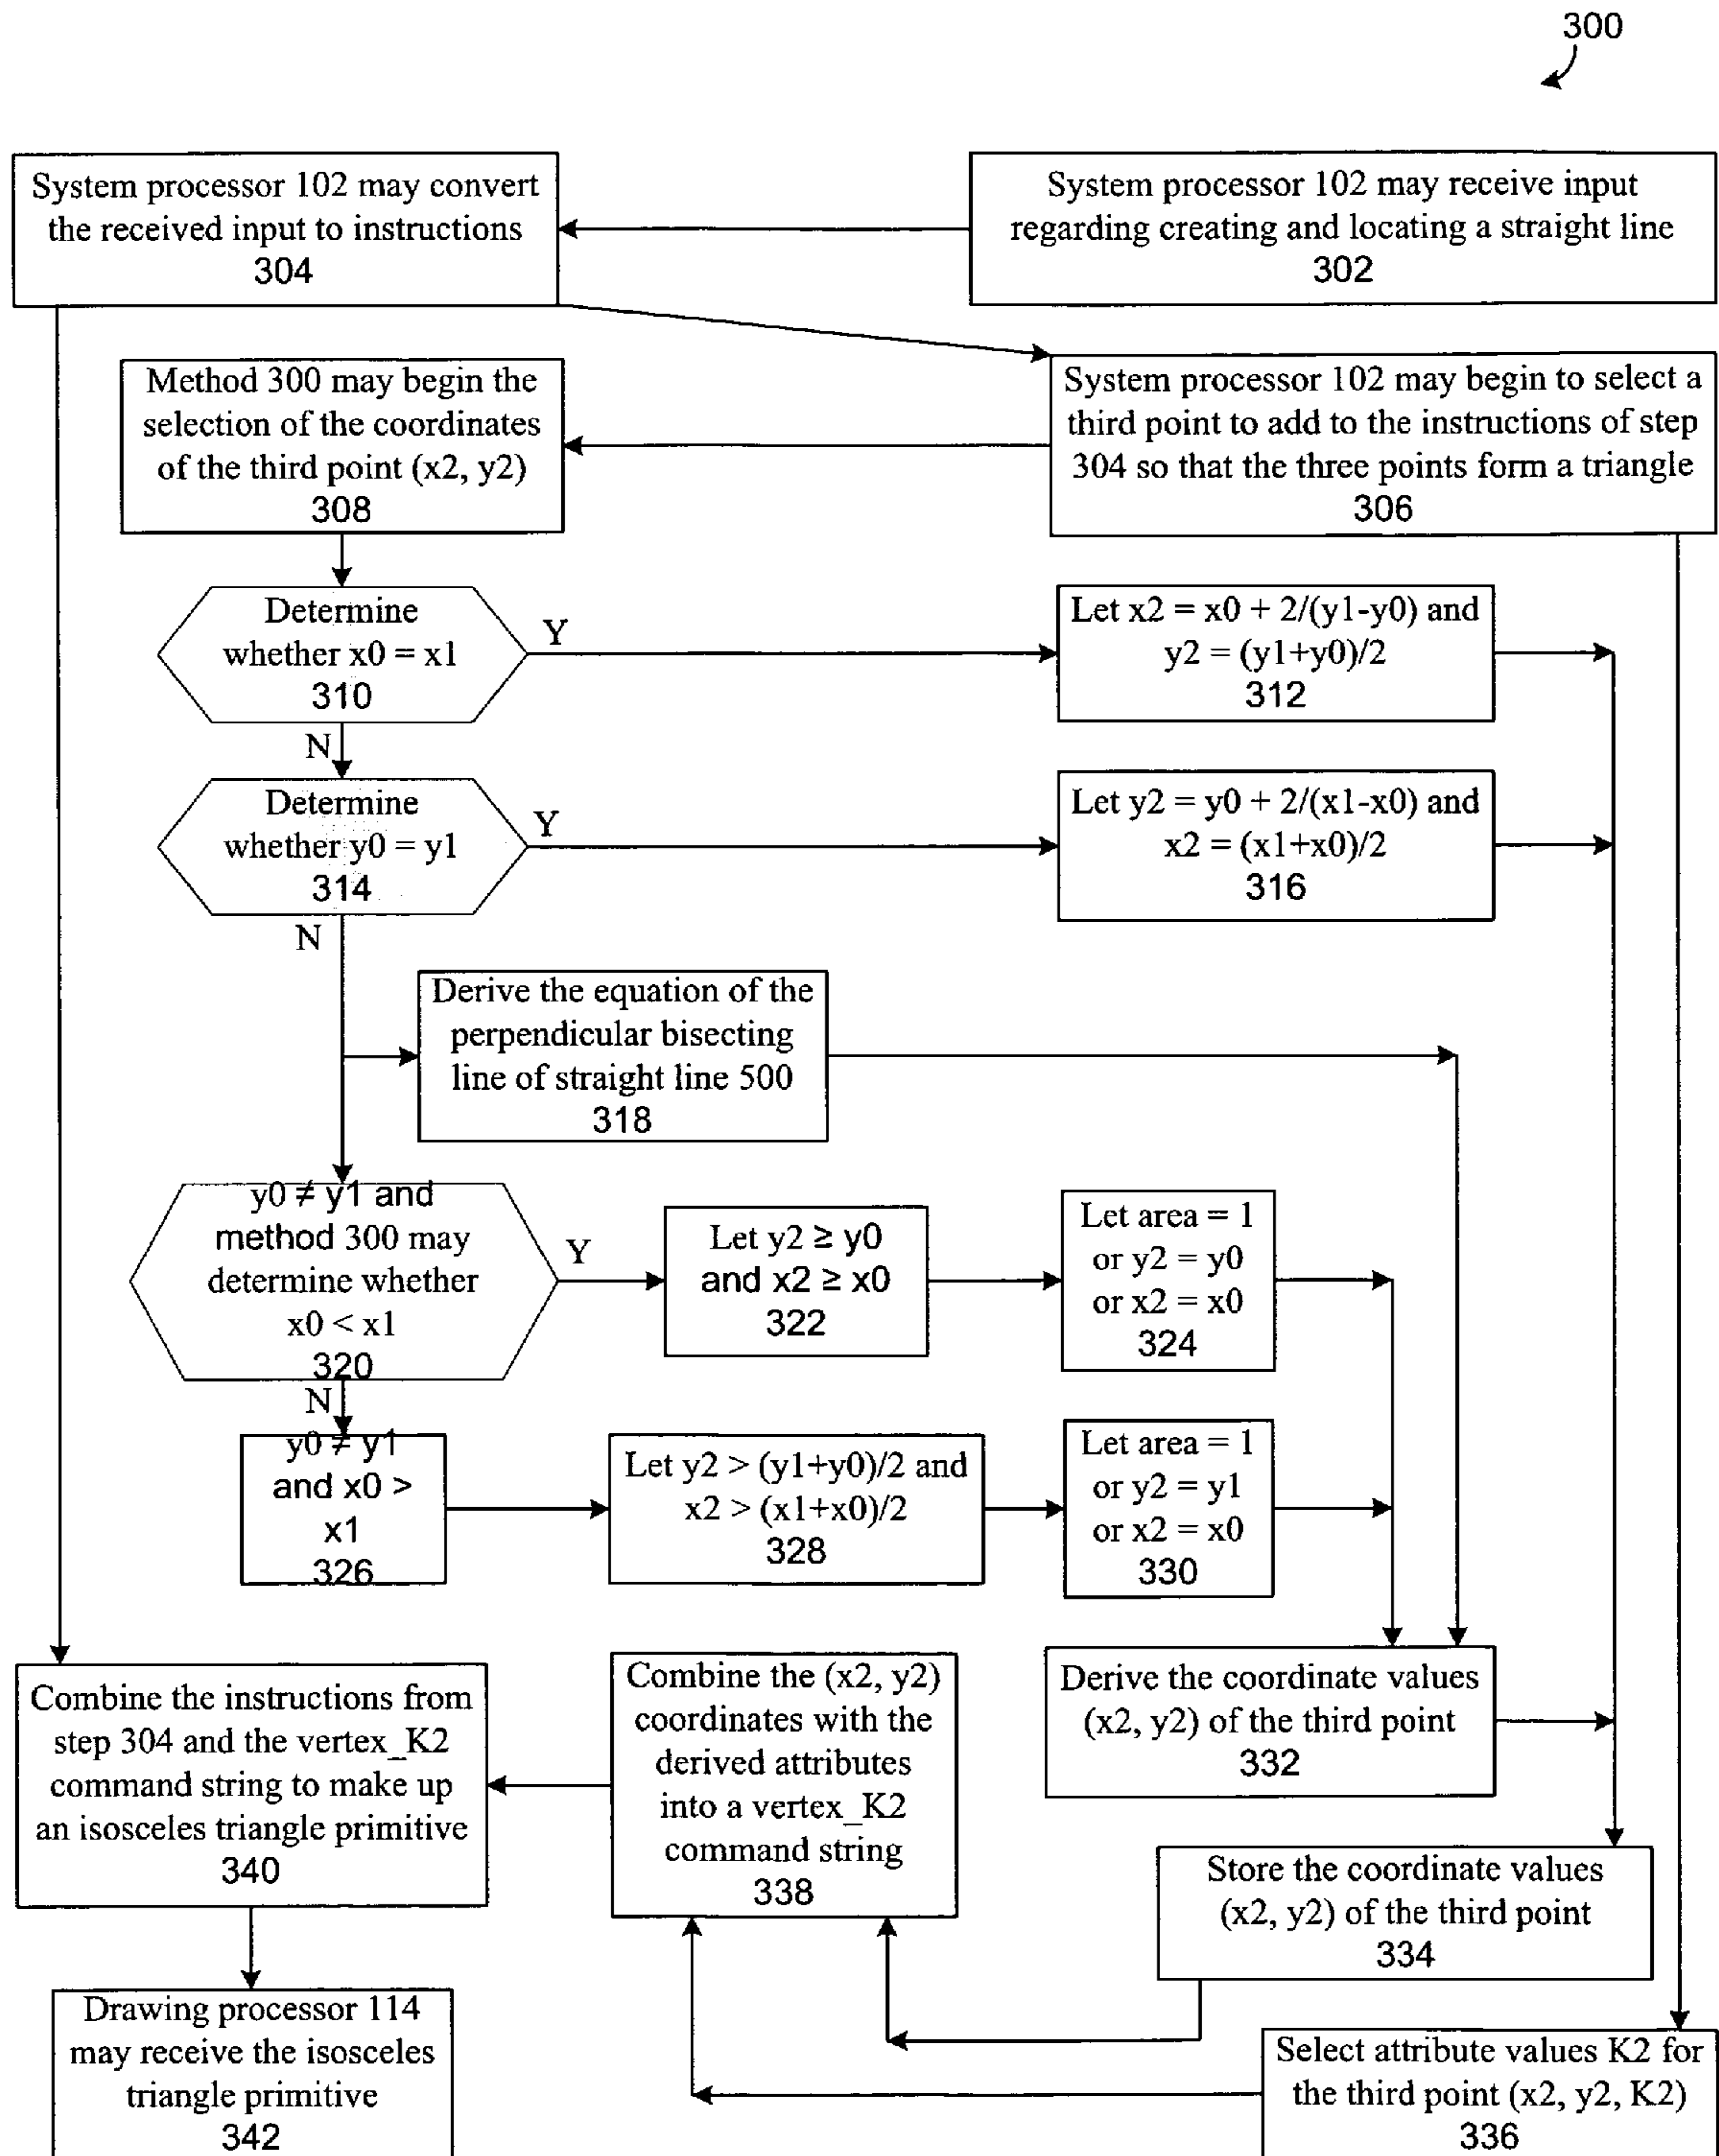 300
System processor 102 may convert
the received input to instructions
304
System processor 102 may receive input
regarding creating and locating a straight line
302
Method 300 may begin the
selection of the coordinates
of the third point (x2, y2)
308
System processor 102 may begin to select a
third point to add to the instructions of step
304 so that the three points form a triangle
306
Determine
whether x0 = x1
310
Y
N
Let x2 = x0 + 2/(y1-y0) and
y2 = (y1+y0)/2
312
Determine
whether y0 = y1
314
Y
N
Let y2 = y0 + 2/(x1-x0) and
x2 = (x1+x0)/2
316
Derive the equation of the
perpendicular bisecting
line of straight line 500
318
y0 ≠ y1 and
method 300 may
determine whether
x0 < x1
320
Y
N
Let y2 ≥ y0
and x2 ≥ x0
322
Let area = 1
or y2 = y0
or x2 = x0
324
y0 ≠ y1
and x0 >
x1
326
Let y2 > (y1+y0)/2 and
x2 > (x1+x0)/2
328
Let area = 1
or y2 = y1
or x2 = x0
330
Combine the instructions from
step 304 and the vertex_K2
command string to make up
an isosceles triangle primitive
340
Combine the (x2, y2)
coordinates with the
derived attributes
into a vertex_K2
command string
338
Derive the coordinate values
(x2, y2) of the third point
332
Store the coordinate values
(x2, y2) of the third point
334
Drawing processor 114
may receive the isosceles
triangle primitive
342
Select attribute values K2 for
the third point (x2, y2, K2)
336